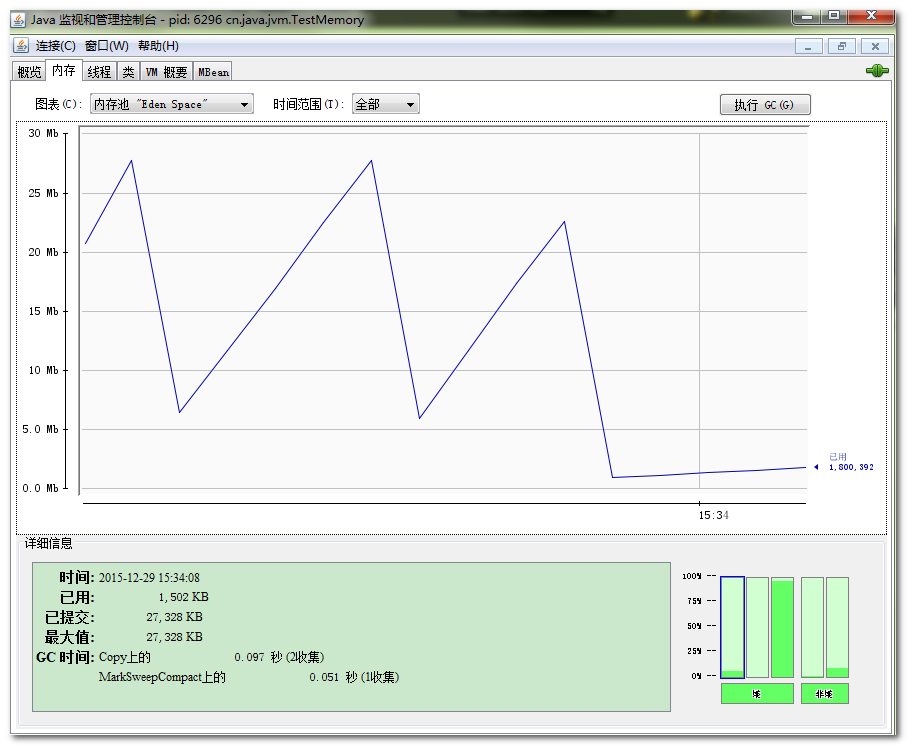 Java 监视和管理控制台 - pid: 6296 cn.java.jvm.TestMemory
连接(C) 窗口(W) 帮助(H)
概览 内存 线程 类 VM 概要 MBean
图表(C): 内存池 "Eden Space" 时间范围(T): 全部 执行 GC(G)
30 Mb
25 Mb
20 Mb
15 Mb
10 Mb
5.0 Mb
已用
1,800,392
0.0 Mb
15:34
详细信息
时间: 2015-12-29 15:34:08
已用: 1,502 KB
已提交: 27,328 KB
最大值: 27,328 KB
GC 时间: Copy上的 0.097 秒 (2收集)
MarkSweepCompact上的 0.051 秒 (1收集)
100%
75%
50%
25%
0%
堆 非堆